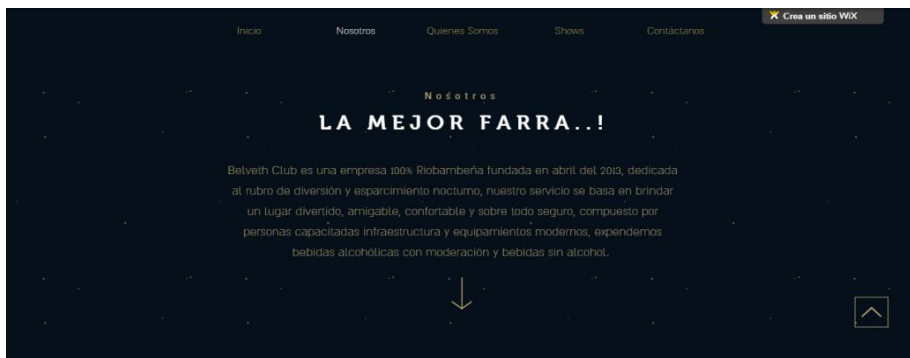 Crea un sitio WiX
Inicio Nosotros Quienes Somos Shows Contáctanos
Nosotros
LA MEJOR FARRA..!
Belveth Club es una empresa 100% Riobambeña fundada en abril del 2013, dedicada
al rubro de diversión y esparcimiento nocturno, nuestro servicio se basa en brindar
un lugar divertido, amigable, confortable y sobre todo seguro, compuesto por
personas capacitadas infraestructura y equipamientos modernos, expendemos
bebidas alcohólicas con moderación y bebidas sin alcohol.